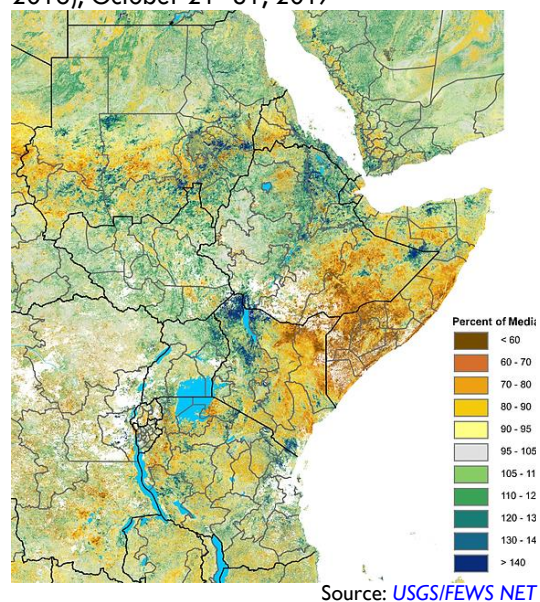 October 21–31, 2019
Percent of Media
< 60
60 - 70
70 - 80
80 - 90
90 - 95
95 - 105
105 - 11
110 - 12
120 - 13
130 - 14
> 140
Source: USGS/FEWS NET